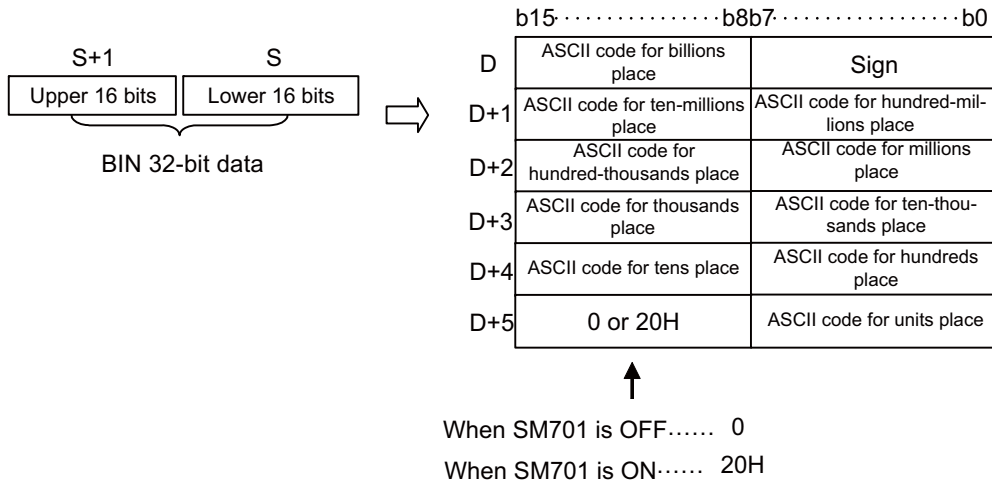 b15·················b8b7·················b0
S+1 S
Upper 16 bits Lower 16 bits
BIN 32-bit data
D
ASCII code for billions
place
Sign
D+1
ASCII code for ten-millions
place
ASCII code for hundred-mil-
lions place
D+2
ASCII code for
hundred-thousands place
ASCII code for millions
place
D+3
ASCII code for thousands
place
ASCII code for ten-thou-
sands place
D+4
ASCII code for tens place
ASCII code for hundreds
place
D+5
0 or 20H
ASCII code for units place
When SM701 is OFF...... 0
When SM701 is ON...... 20H